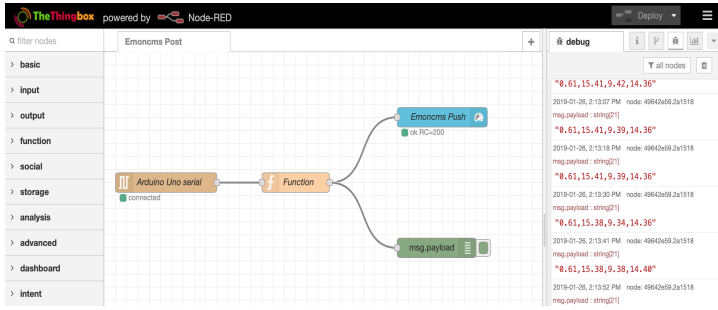 TheThingbox powered by Node-RED
Deploy
filter nodes
basic
input
output
function
social
storage
analysis
advanced
dashboard
intent
Emoncms Post
+
Arduino Uno serial
connected
Function
Emoncms Push
ok RC=200
msg.payload
debug
i
all nodes
"0.61,15.41,9.42,14.36"
2019-01-26, 2:13:07 PM node: 49642e59.2a1518
msg.payload : string[21]
"0.61,15.41,9.39,14.36"
2019-01-26, 2:13:18 PM node: 49642e59.2a1518
msg.payload : string[21]
"0.61,15.41,9.39,14.36"
2019-01-26, 2:13:30 PM node: 49642e59.2a1518
msg.payload : string[21]
"0.61,15.38,9.34,14.36"
2019-01-26, 2:13:41 PM node: 49642e59.2a1518
msg.payload : string[21]
"0.61,15.38,9.38,14.40"
2019-01-26, 2:13:52 PM node: 49642e59.2a1518
msg.payload : string[21]